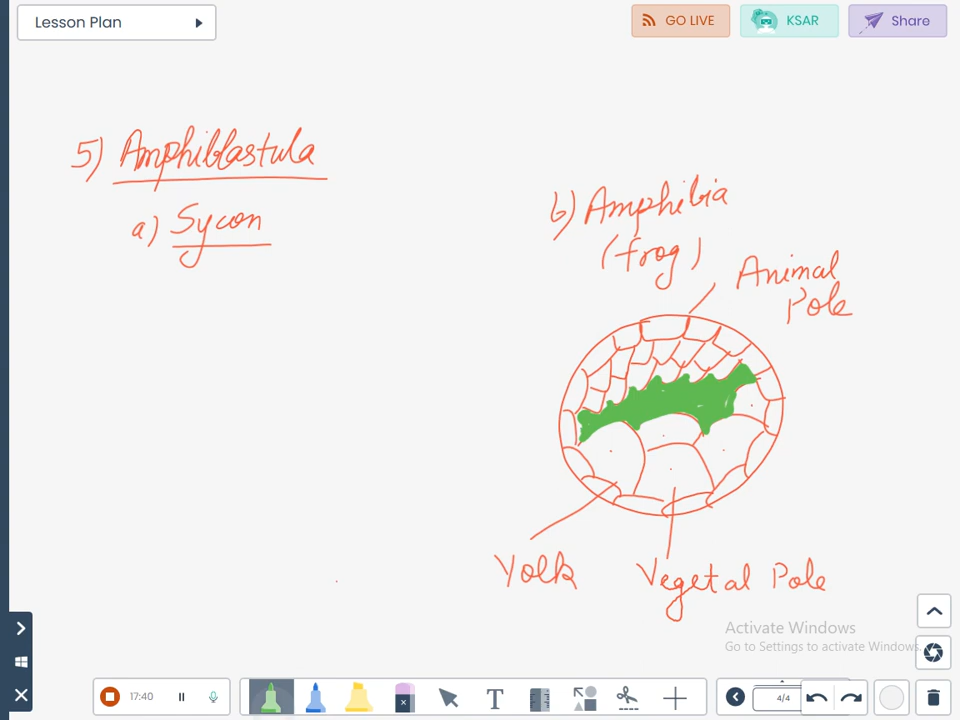 Lesson Plan
GO LIVE
KSAR
Share
5) Amphiblastula
a) Sycon
b) Amphibia
(frog)
Animal
Pole
Yolk
Vegetal Pole
Activate Windows
Go to Settings to activate Windows.
17:40
T
4/4